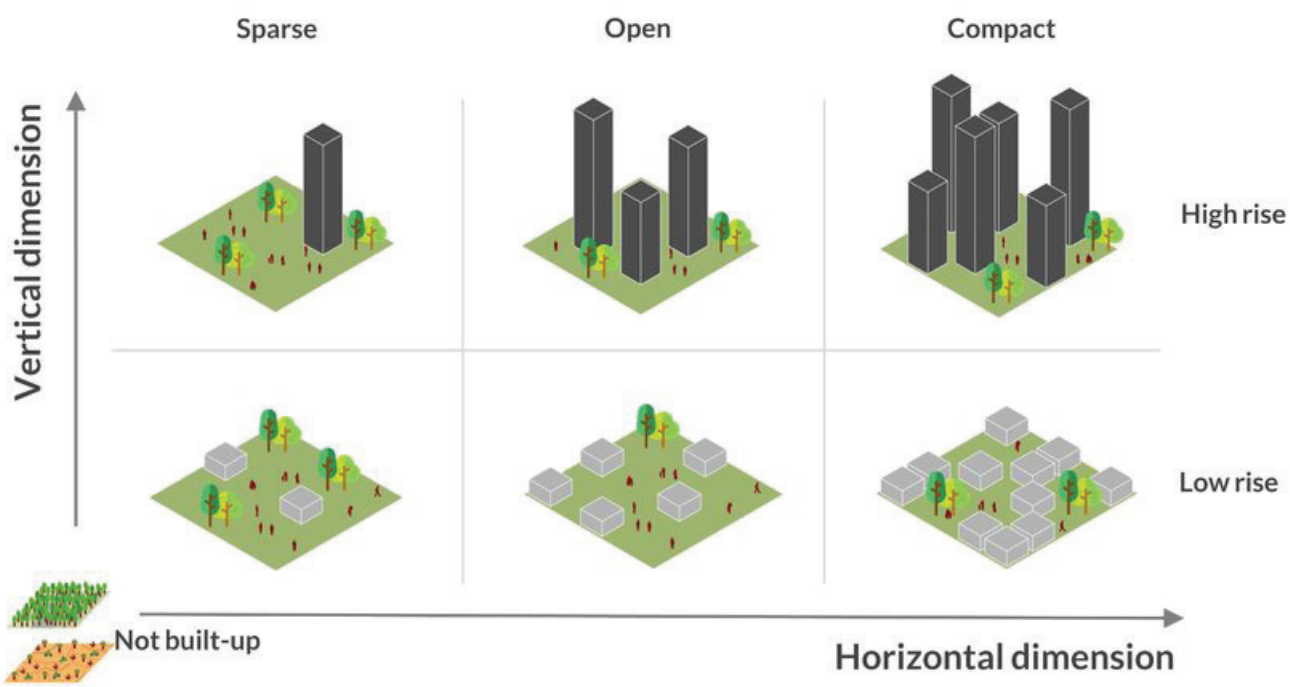 Sparse
Open
Compact
Vertical dimension
High rise
Low rise
Not built-up
Horizontal dimension